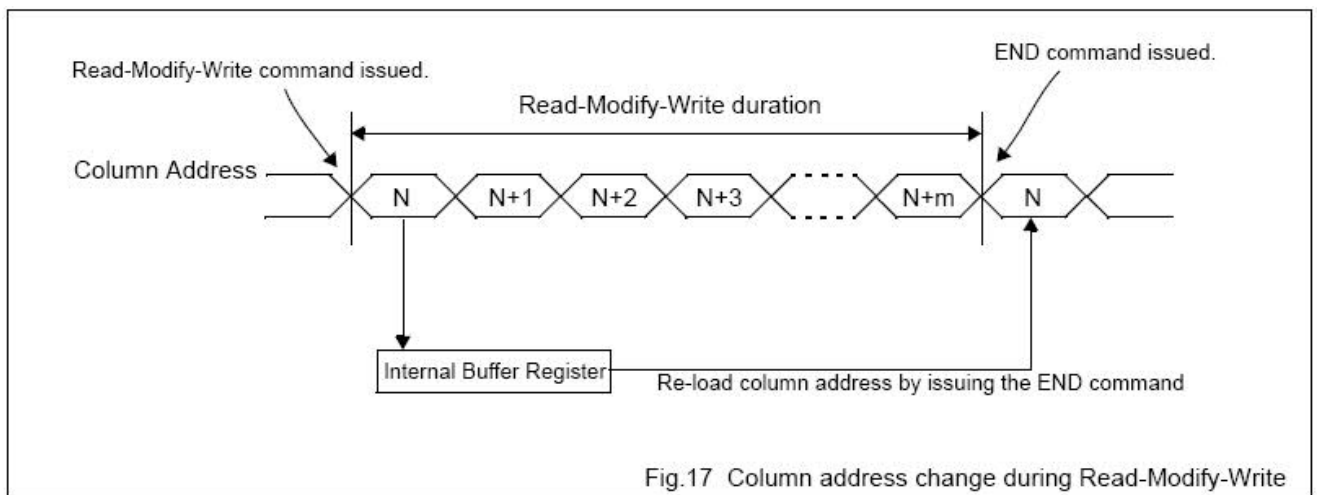 END command issued.
Read-Modify-Write command issued.
Read-Modify-Write duration
Column Address
N
N+1
N+2
N+3
N+m
N
Internal Buffer Register
Re-load column address by issuing the END command
Fig.17 Column address change during Read-Modify-Write